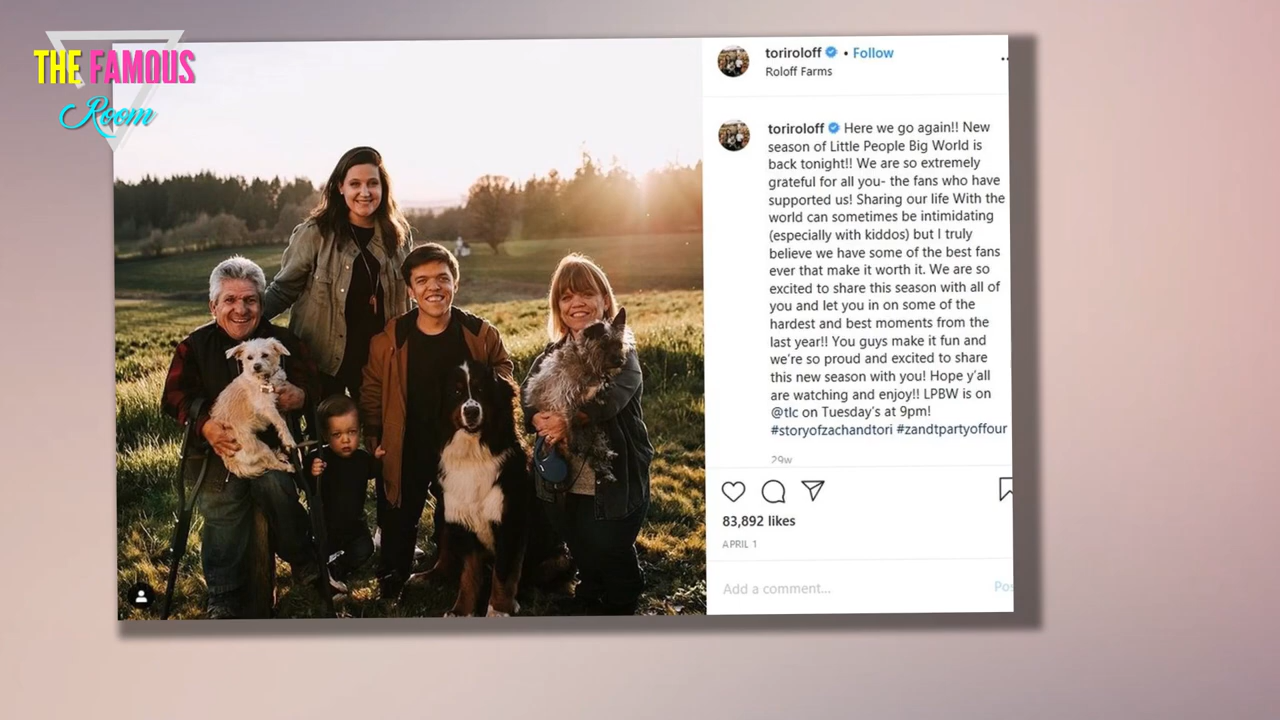 THE FAMOUS
Room
toriroloff • Follow
Roloff Farms
toriroloff Here we go again!! New
season of Little People Big World is
back tonight!! We are so extremely
grateful for all you- the fans who have
supported us! Sharing our life With the
world can sometimes be intimidating
(especially with kiddos) but I truly
believe we have some of the best fans
ever that make it worth it. We are so
excited to share this season with all of
you and let you in on some of the
hardest and best moments from the
last year!! You guys make it fun and
we're so proud and excited to share
this new season with you! Hope y'all
are watching and enjoy!! LPBW is on
@tlc on Tuesday's at 9pm!
#storyofzachandtori #zandtpartyoffour
29w
83,892 likes
APRIL 1
Add a comment...
Pos